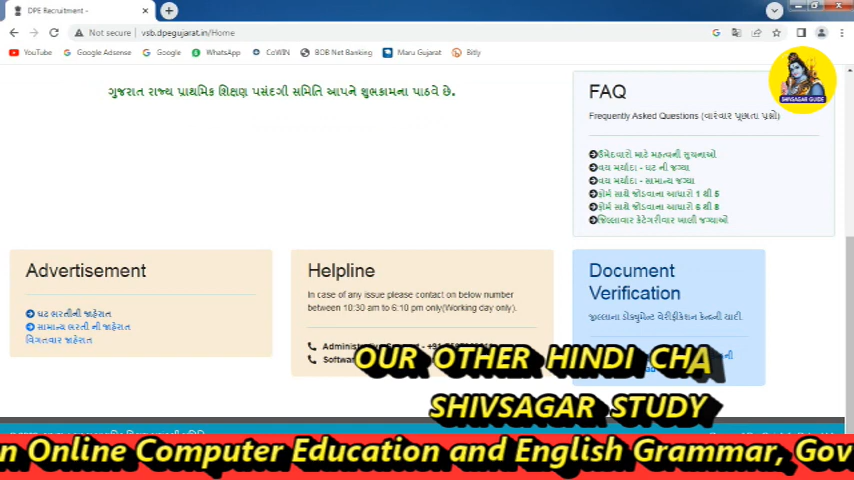 DPE Recruitment -
Not secure
vsb.dpegujarat.in/Home
YouTube
Google Adsense
Google
WhatsApp
CoWIN
BOB Net Banking
Maru Gujarat
Bitly
ગુજરાત રાજ્ય પ્રાથમિક શિક્ષણ પસંદગી સમિતિ આપને શુભકામના પાઠવે છે.
FAQ
SHIVSAGAR GUIDE
Frequently Asked Questions (વારંવાર પૂછાતા પ્રશ્નો)
ઉમેદવારો માટે મહત્વની સુચનાઓ
વય મર્યાદા - ઘટ ની જગ્યા
વય મર્યાદા - સામાન્ય જગ્યા
ફોર્મ સાથે જોડવાના આધારો 1 થી 5
ફોર્મ સાથે જોડવાના આધારો 6 થી 8
જિલ્લાવાર કેટેગરીવાર ખાલી જગ્યાઓ
Advertisement
ઘટ ભરતીની જાહેરાત
સામાન્ય ભરતી ની જાહેરાત
વિગતવાર જાહેરાત
Helpline
In case of any issue please contact on below number
between 10:30 am to 6:10 pm only(Working day only).
Document
Verification
જીલ્લાના ડોક્યુમેન્ટ વેરીફીકેશન કેન્દ્રની યાદી.
OUR OTHER HINDI CHA
SHIVSAGAR STUDY
n Online Computer Education and English Grammar, Gov